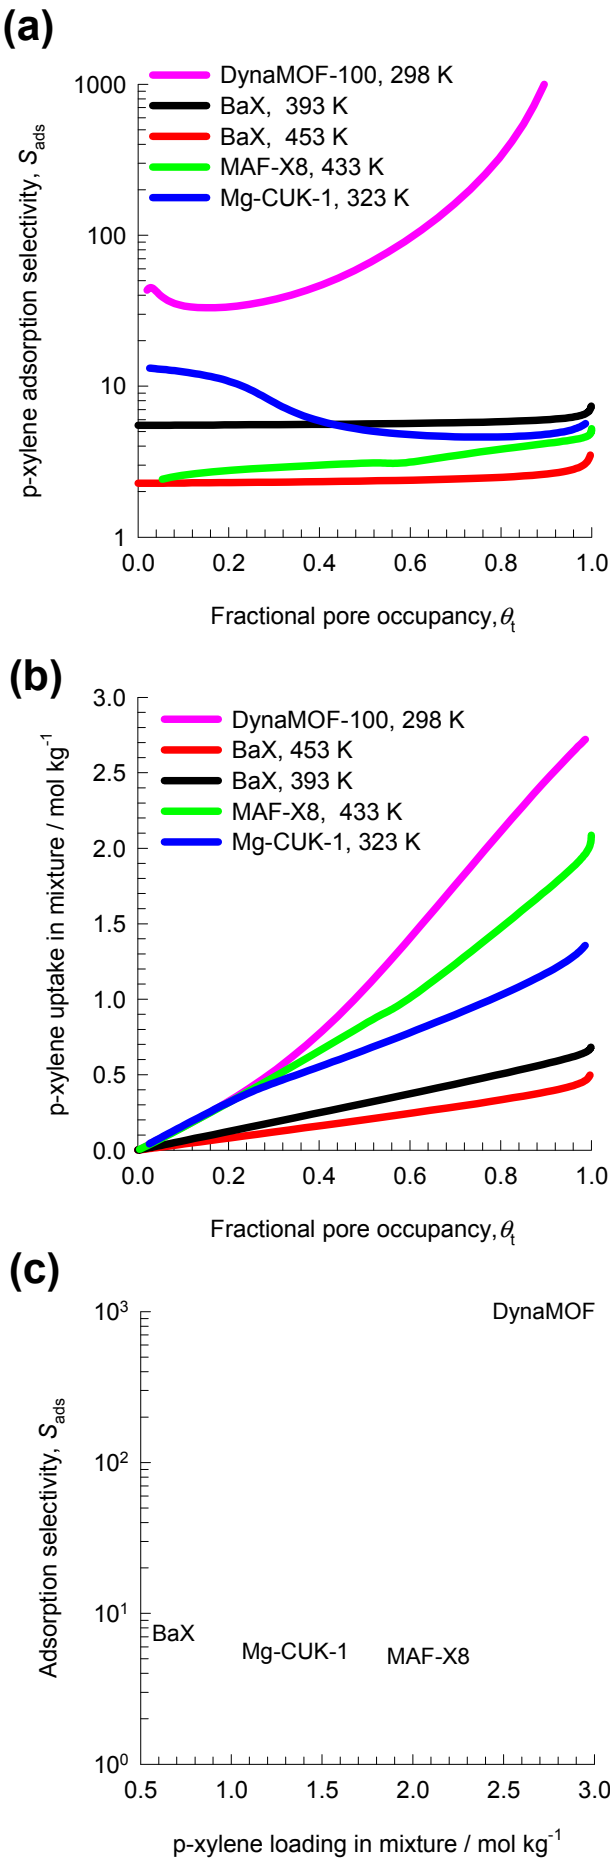 (a)
p-xylene adsorption selectivity, S_ads
1000
100
10
1
DynaMOF-100, 298 K
BaX, 393 K
BaX, 453 K
MAF-X8, 433 K
Mg-CUK-1, 323 K
0.0 0.2 0.4 0.6 0.8 1.0
Fractional pore occupancy, θ_t
(b)
p-xylene uptake in mixture / mol kg⁻¹
3.0
2.5
2.0
1.5
1.0
0.5
0.0
DynaMOF-100, 298 K
BaX, 453 K
BaX, 393 K
MAF-X8, 433 K
Mg-CUK-1, 323 K
0.0 0.2 0.4 0.6 0.8 1.0
Fractional pore occupancy, θ_t
(c)
Adsorption selectivity, S_ads
10³
10²
10¹
10⁰
DynaMOF
BaX
Mg-CUK-1
MAF-X8
0.5 1.0 1.5 2.0 2.5 3.0
p-xylene loading in mixture / mol kg⁻¹